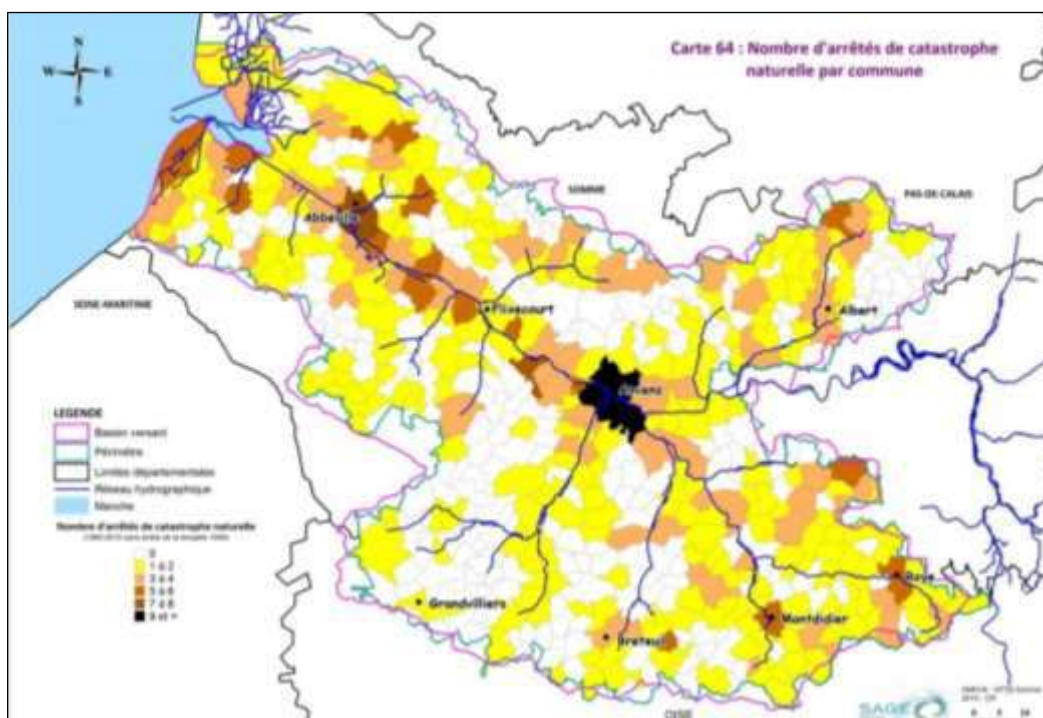 Carte 64 : Nombre d'arrêtés de catastrophe
naturelle par commune
N
W E
S
SOMME
PAS DE CALAIS
Abbeville
SEINE-MARITIME
Flixecourt
Albert
Amiens
LEGENDE
Bassin versant
Périmètre
Limites départementales
Réseau hydrographique
Manche
Nombre d'arrêtés de catastrophe naturelle
0
1 à 2
3 à 4
5 à 6
7 à 8
9 et +
Roye
Grandvilliers
Montdidier
Breteuil
OISE
SAGE